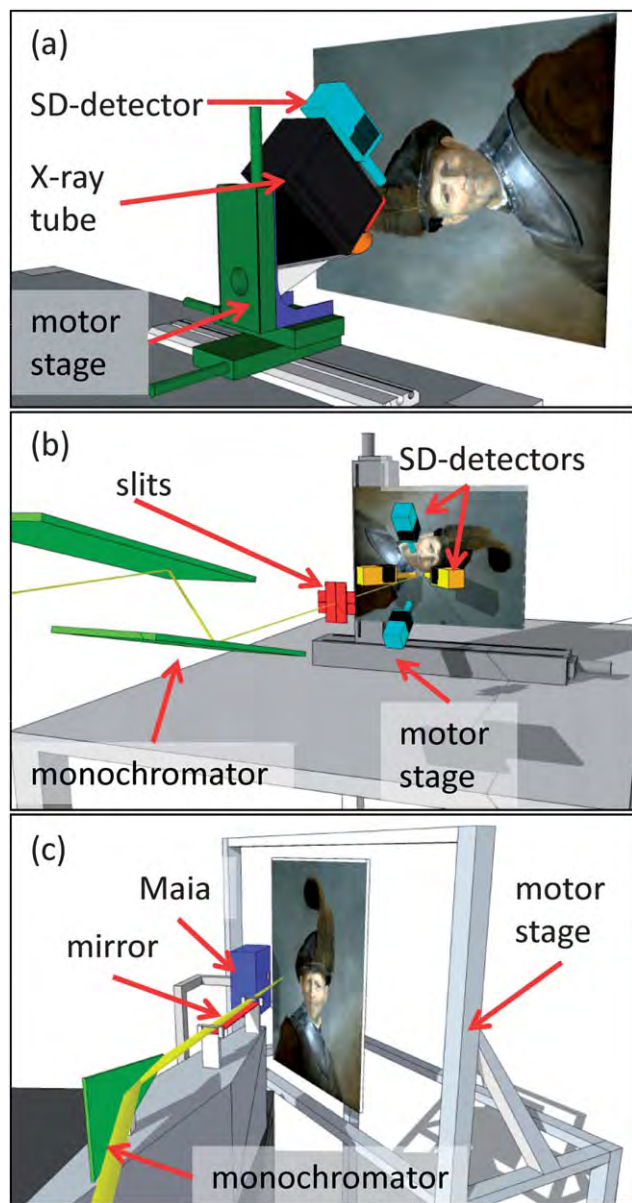 (a)
SD-detector
X-ray
tube
motor
stage
(b)
slits
SD-detectors
monochromator
motor
stage
(c)
Maia
mirror
motor
stage
monochromator